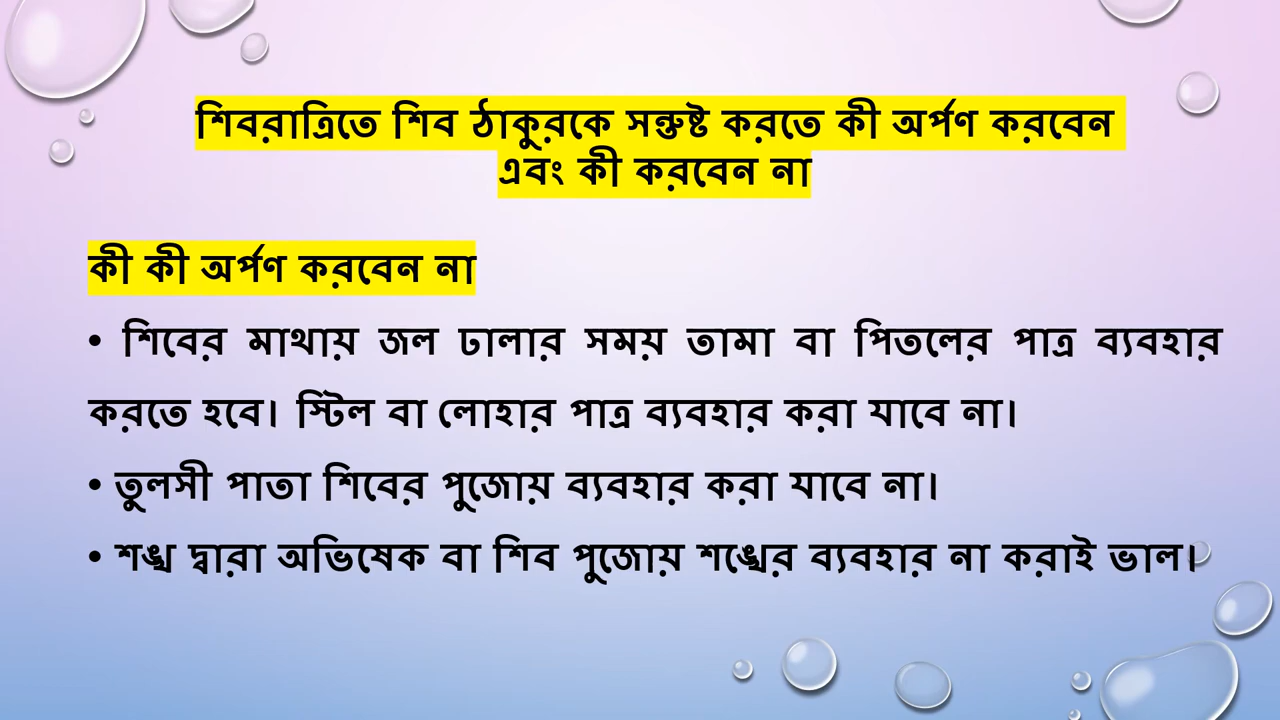 শিবরাত্রিতে শিব ঠাকুরকে সন্তুষ্ট করতে কী অর্পণ করবেন
এবং কী করবেন না
কী কী অর্পণ করবেন না
• শিবের মাথায় জল ঢালার সময় তামা বা পিতলের পাত্র ব্যবহার
করতে হবে। স্টিল বা লোহার পাত্র ব্যবহার করা যাবে না।
• তুলসী পাতা শিবের পুজোয় ব্যবহার করা যাবে না।
• শঙ্খ দ্বারা অভিষেক বা শিব পুজোয় শঙ্খের ব্যবহার না করাই ভাল।